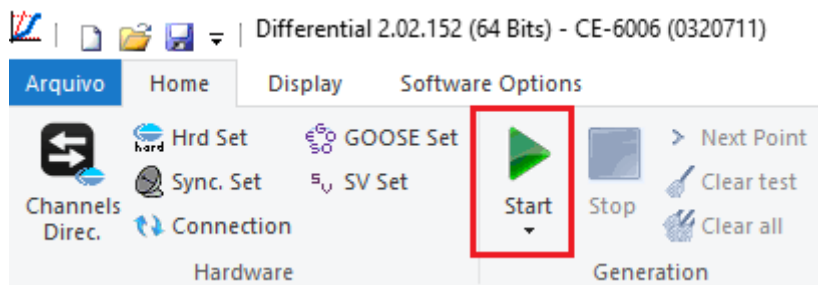 Differential 2.02.152 (64 Bits) - CE-6006 (0320711)
Arquivo Home Display Software Options
Hrd Set GOOSE Set Next Point
Sync. Set SV Set Clear test
Channels Direc. Connection Start Stop Clear all
Hardware Generation